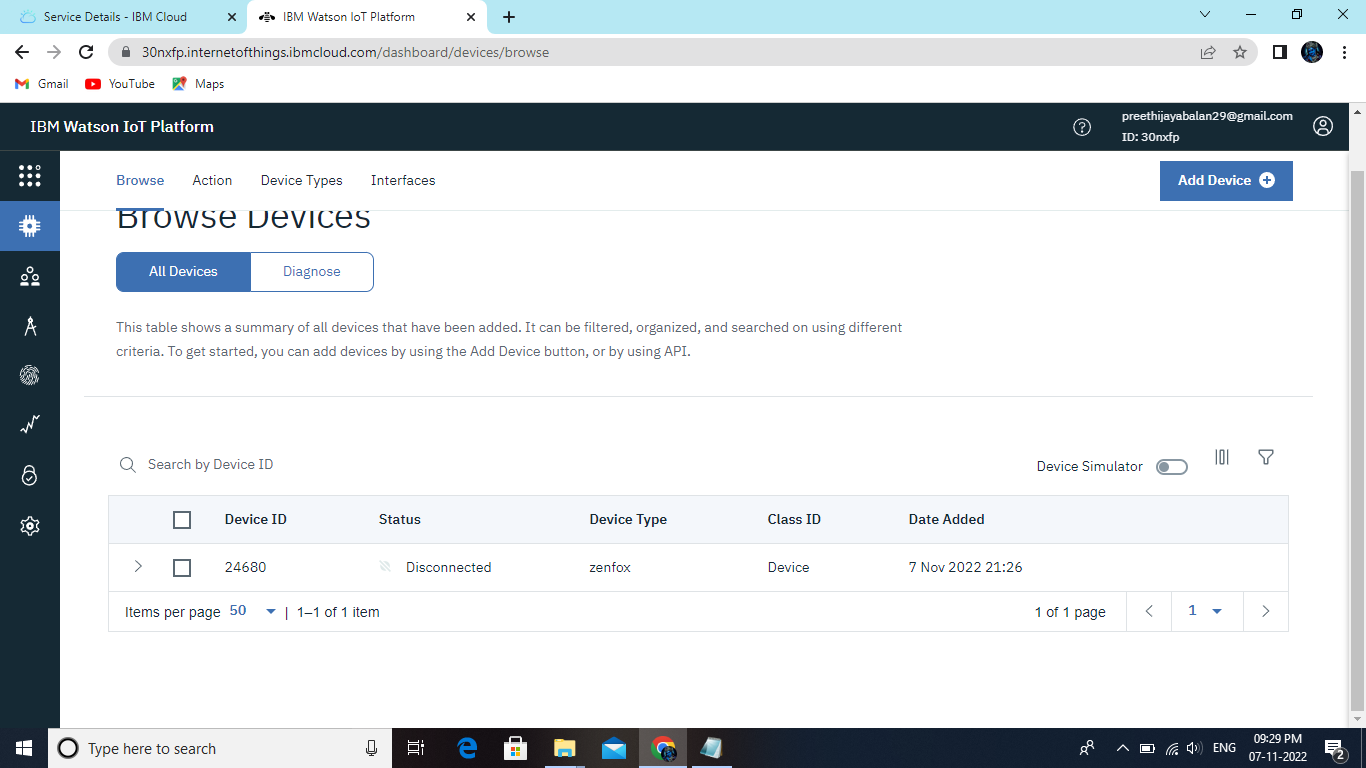 Service Details - IBM Cloud
IBM Watson IoT Platform
30nxfp.internetofthings.ibmcloud.com/dashboard/devices/browse
Gmail
YouTube
Maps
IBM Watson IoT Platform
preethijayabalan29@gmail.com
ID: 30nxfp
Browse
Action
Device Types
Interfaces
Add Device
Browse Devices
All Devices
Diagnose
This table shows a summary of all devices that have been added. It can be filtered, organized, and searched on using different
criteria. To get started, you can add devices by using the Add Device button, or by using API.
Search by Device ID
Device Simulator
Device ID Status Device Type Class ID Date Added
24680 Disconnected zenfox Device 7 Nov 2022 21:26
Items per page 50 | 1–1 of 1 item 1 of 1 page 1
Type here to search
ENG
09:29 PM
07-11-2022
2